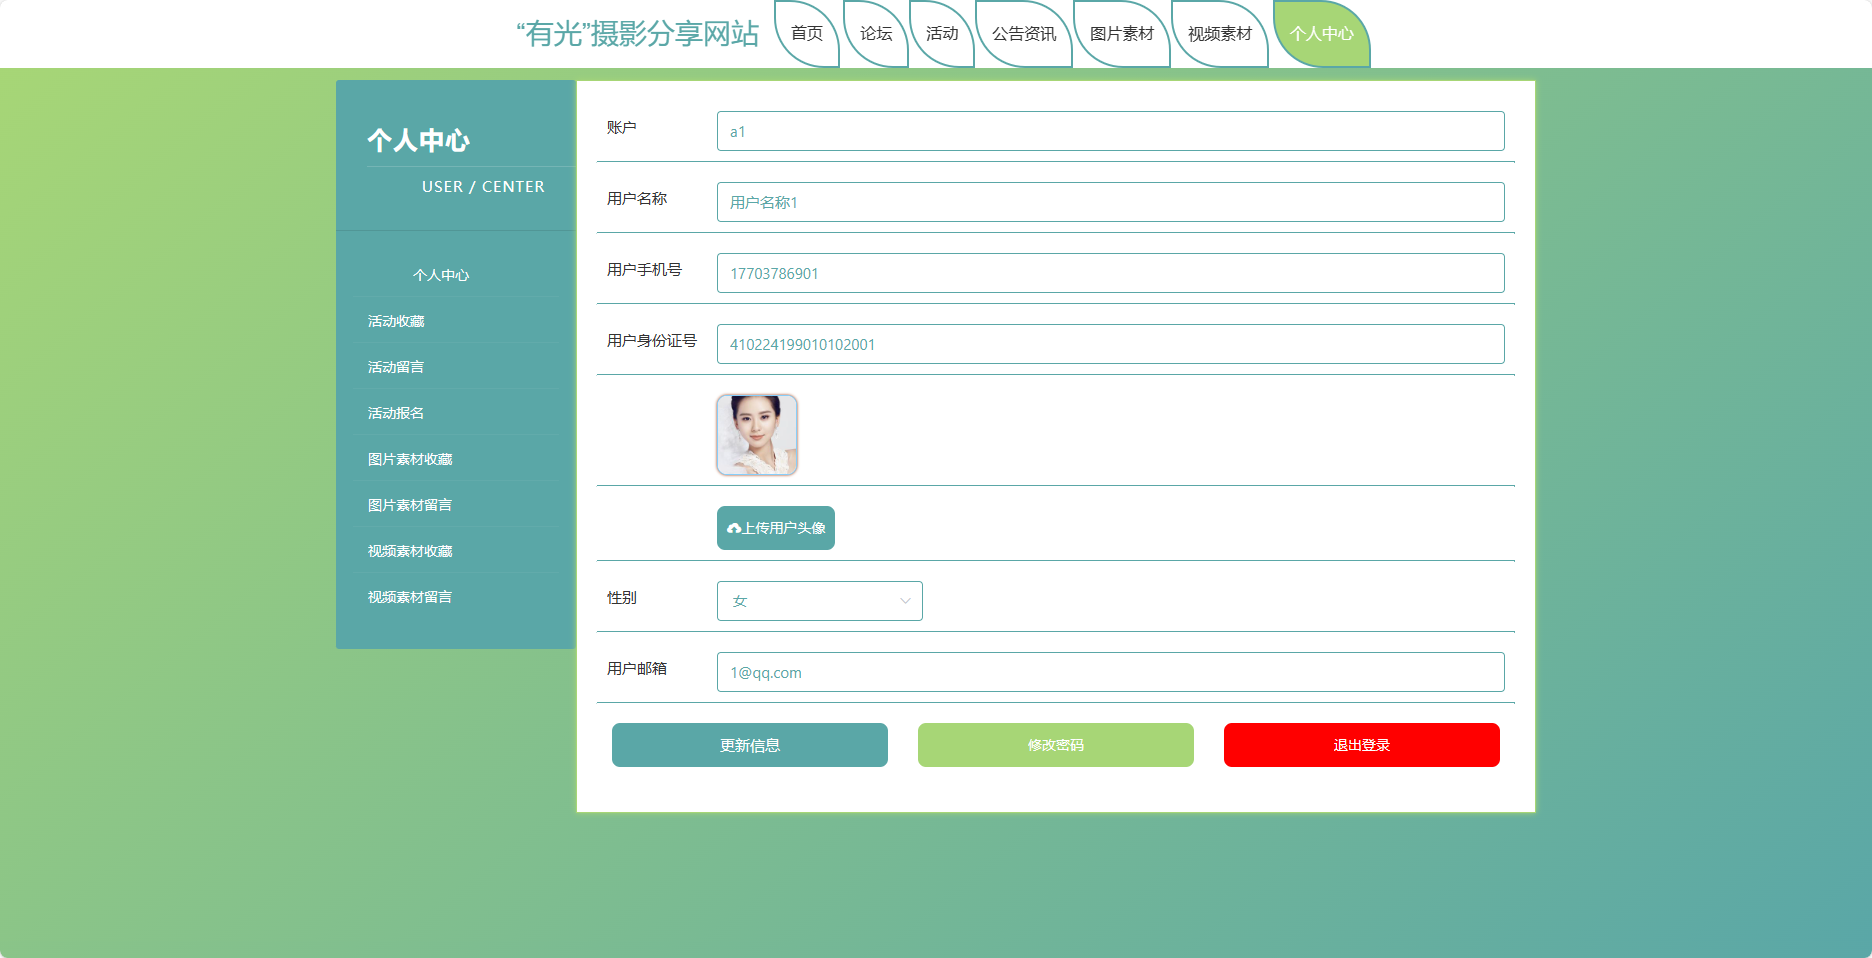 “有光”摄影分享网站 首页 论坛 活动 公告资讯 图片素材 视频素材 个人中心
个人中心
USER / CENTER
个人中心
活动收藏
活动留言
活动报名
图片素材收藏
图片素材留言
视频素材收藏
视频素材留言
账户 a1
用户名称 用户名称1
用户手机号 17703786901
用户身份证号 410224199010102001
上传用户头像
性别 女
用户邮箱 1@qq.com
更新信息 修改密码 退出登录